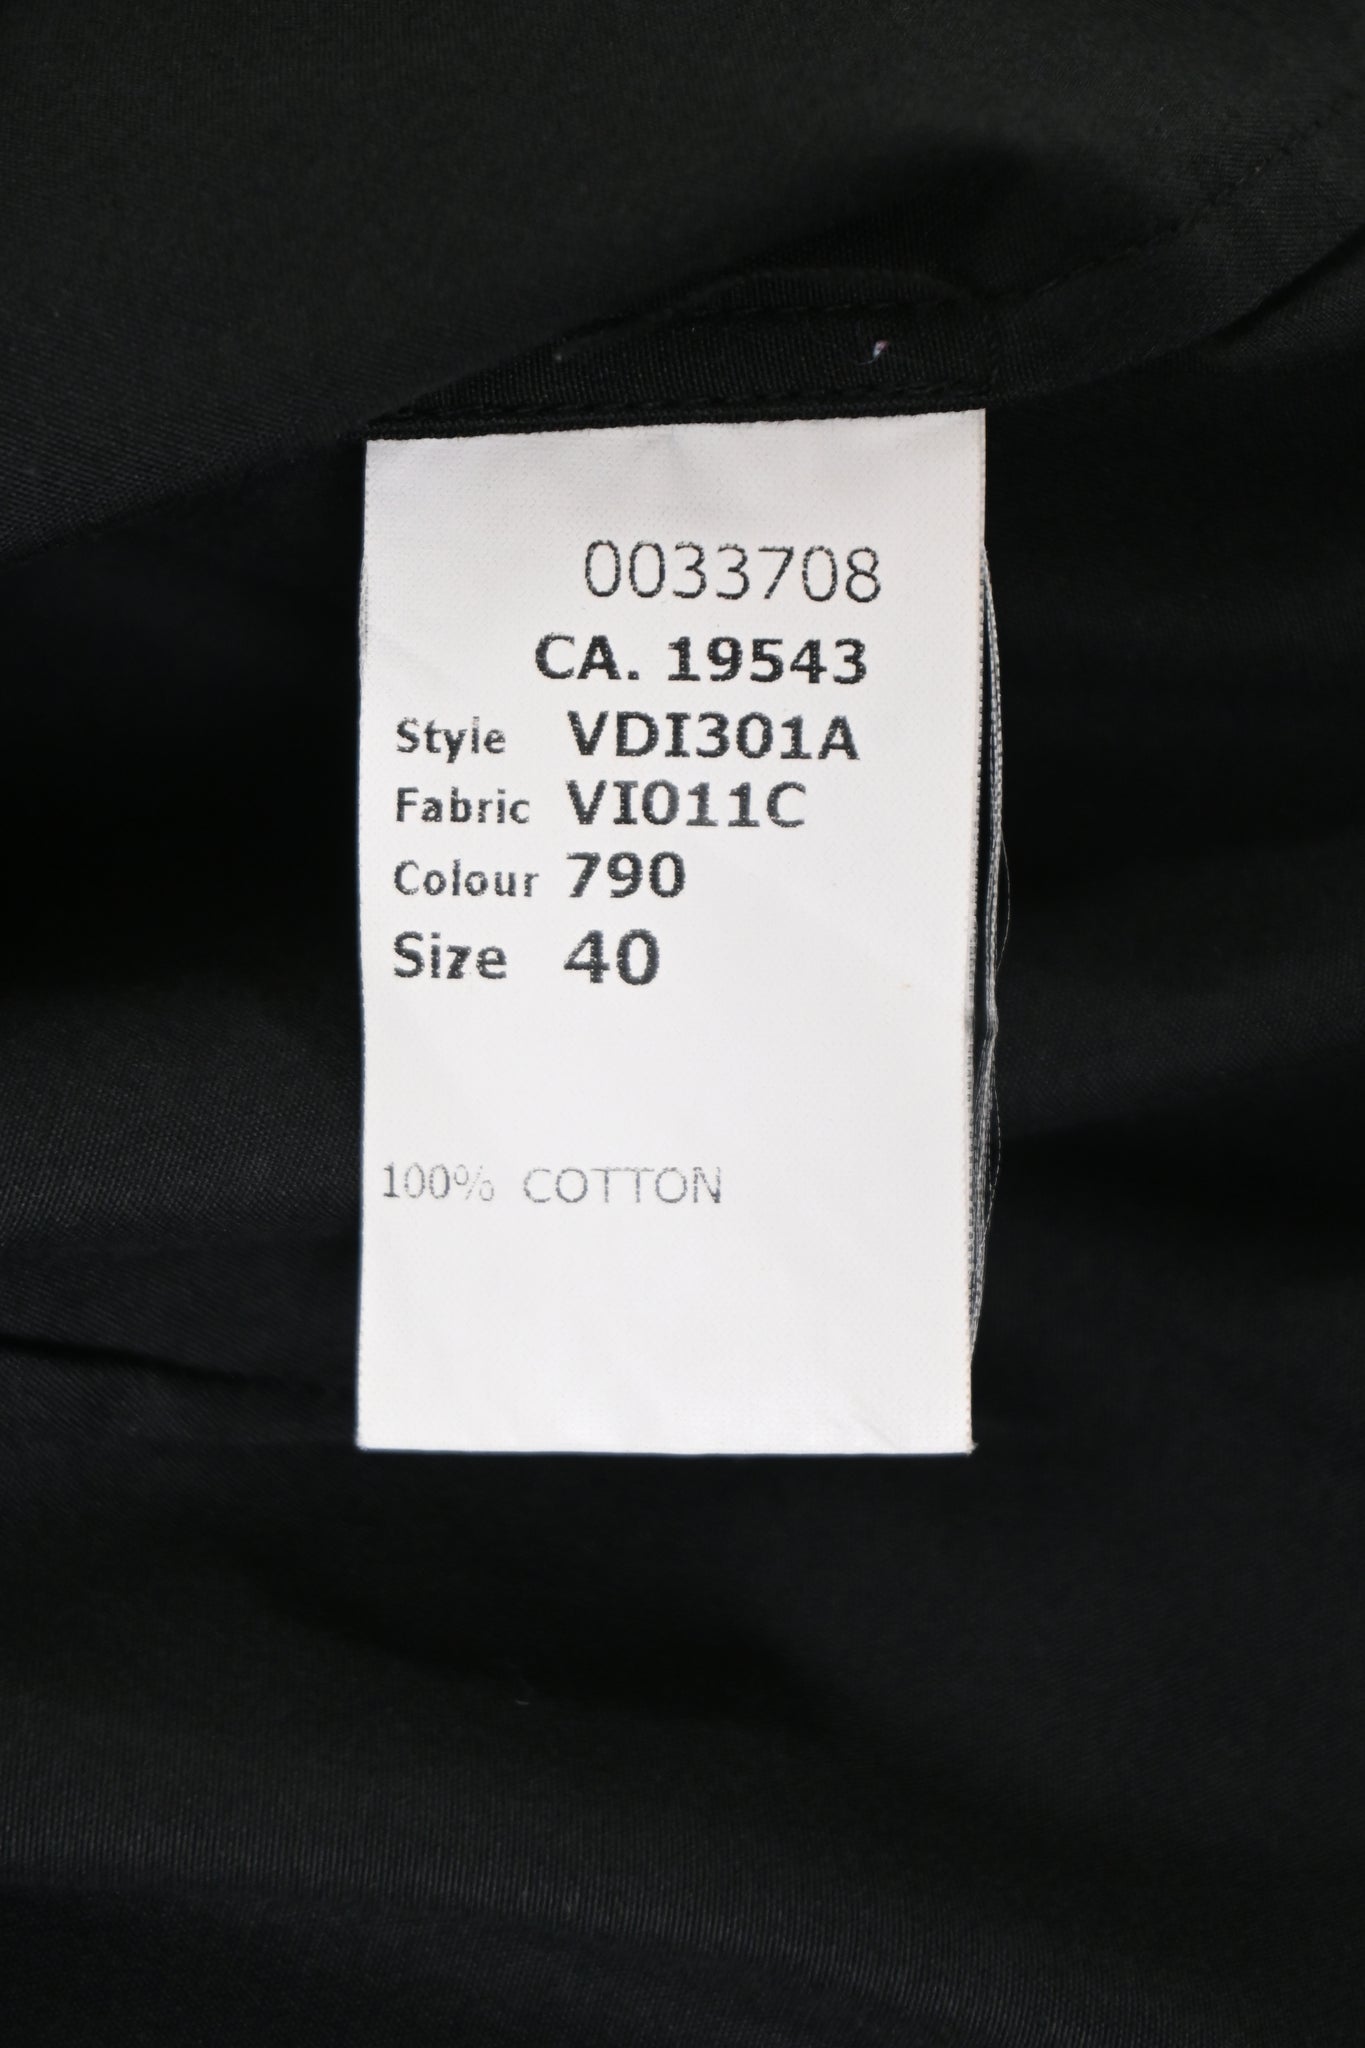 0033708
CA. 19543
Style VDI301A
Fabric VI011C
Colour 790
Size 40
100% COTTON